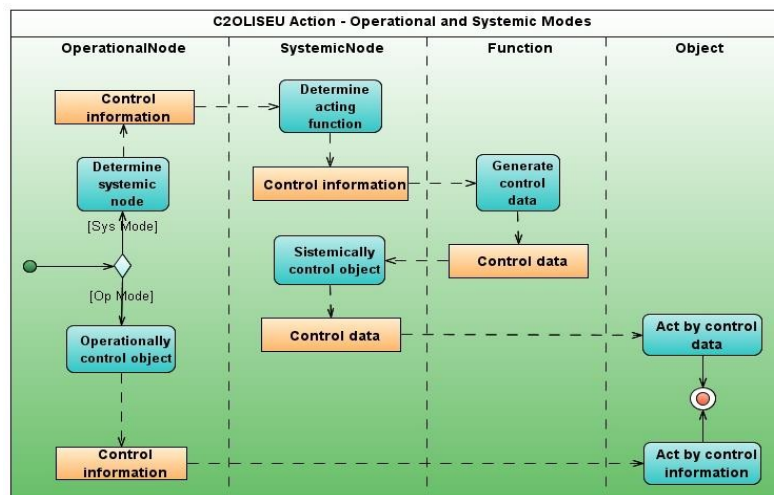 C2OLISEU Action - Operational and Systemic Modes
OperationalNode
SystemicNode
Function
Object
Control
information
Determine
acting
function
Determine
systemic
node
Control information
Generate
control
data
[Sys Mode]
Sistemically
control object
Control data
[Op Mode]
Operationally
control object
Control data
Act by control
data
Control
information
Act by control
information